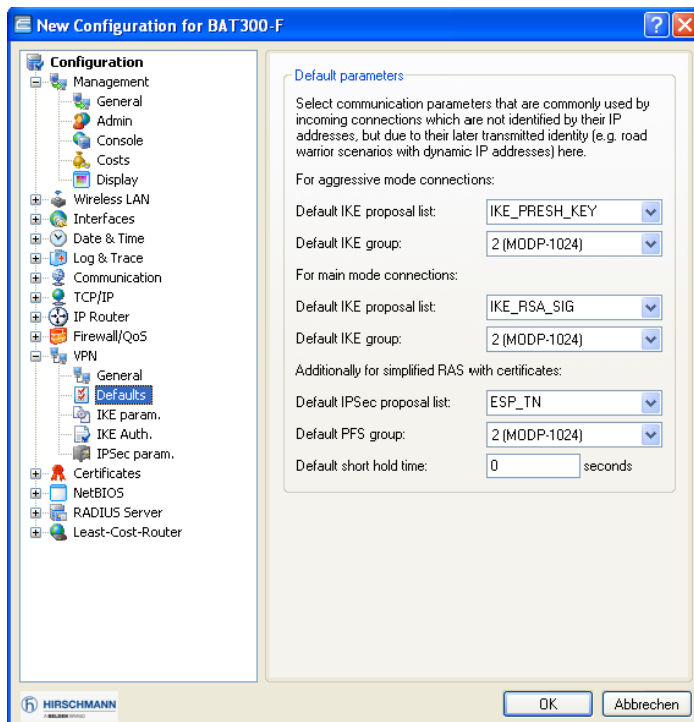 New Configuration for BAT300-F
Configuration
Management
General
Admin
Console
Costs
Display
Wireless LAN
Interfaces
Date & Time
Log & Trace
Communication
TCP/IP
IP Router
Firewall/QoS
VPN
General
Defaults
IKE param.
IKE Auth.
IPSec param.
Certificates
NetBIOS
RADIUS Server
Least-Cost-Router
Default parameters
Select communication parameters that are commonly used by
incoming connections which are not identified by their IP
addresses, but due to their later transmitted identity (e.g. road
warrior scenarios with dynamic IP addresses) here.
For aggressive mode connections:
Default IKE proposal list: IKE_PRESH_KEY
Default IKE group: 2 (MODP-1024)
For main mode connections:
Default IKE proposal list: IKE_RSA_SIG
Default IKE group: 2 (MODP-1024)
Additionally for simplified RAS with certificates:
Default IPSec proposal list: ESP_TN
Default PFS group: 2 (MODP-1024)
Default short hold time: 0 seconds
HIRSCHMANN
A BELDEN BRAND
OK Abbrechen